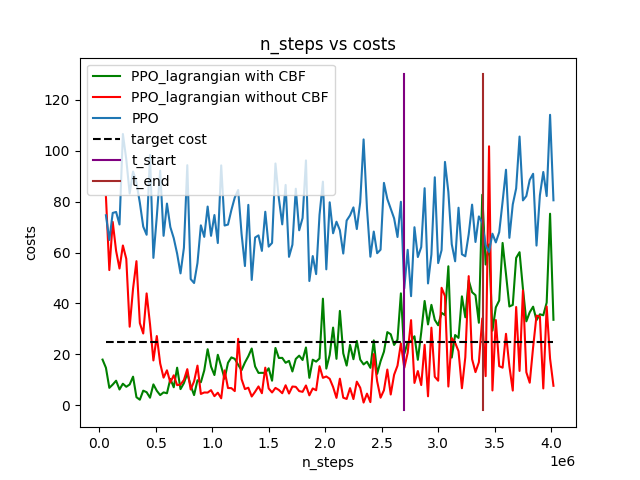 n_steps vs costs
PPO_lagrangian with CBF
PPO_lagrangian without CBF
PPO
target cost
t_start
t_end
costs
120
100
80
60
40
20
0
0.0 0.5 1.0 1.5 2.0 2.5 3.0 3.5 4.0
1e6
n_steps